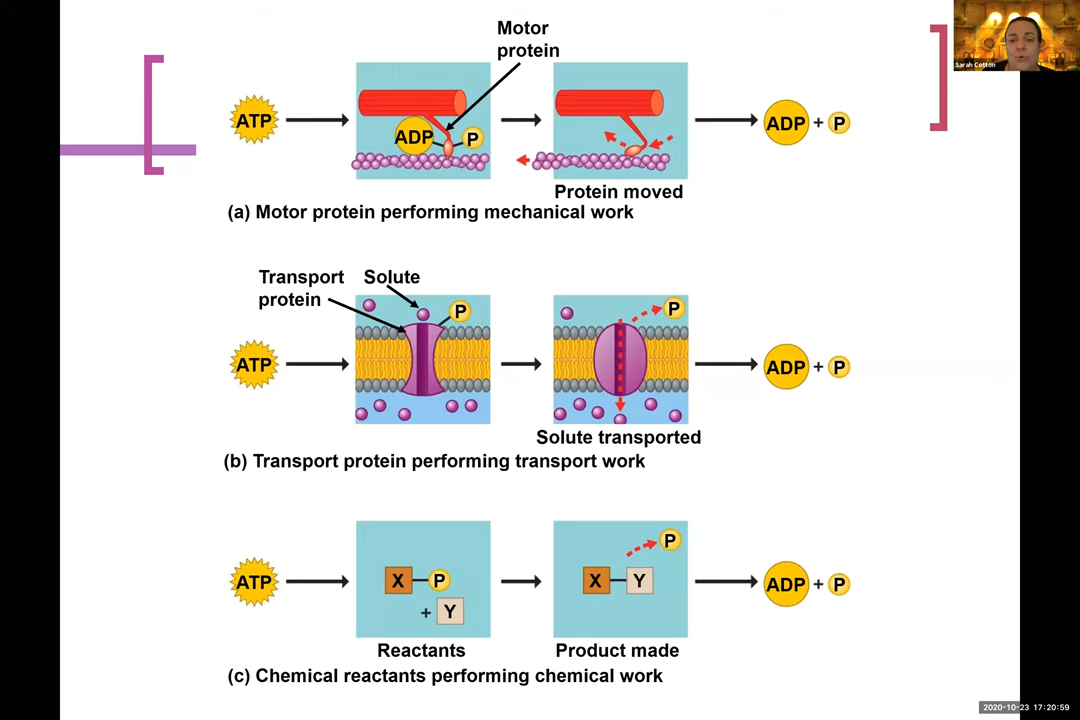 Motor
protein
Sarah Cotton
ATP
ADP
P
ADP + P
Protein moved
(a) Motor protein performing mechanical work
Transport
protein
Solute
P
P
ATP
ADP + P
Solute transported
(b) Transport protein performing transport work
P
ATP
X P
X Y
ADP + P
+ Y
Reactants
Product made
(c) Chemical reactants performing chemical work
2020-10-23 17:20:59